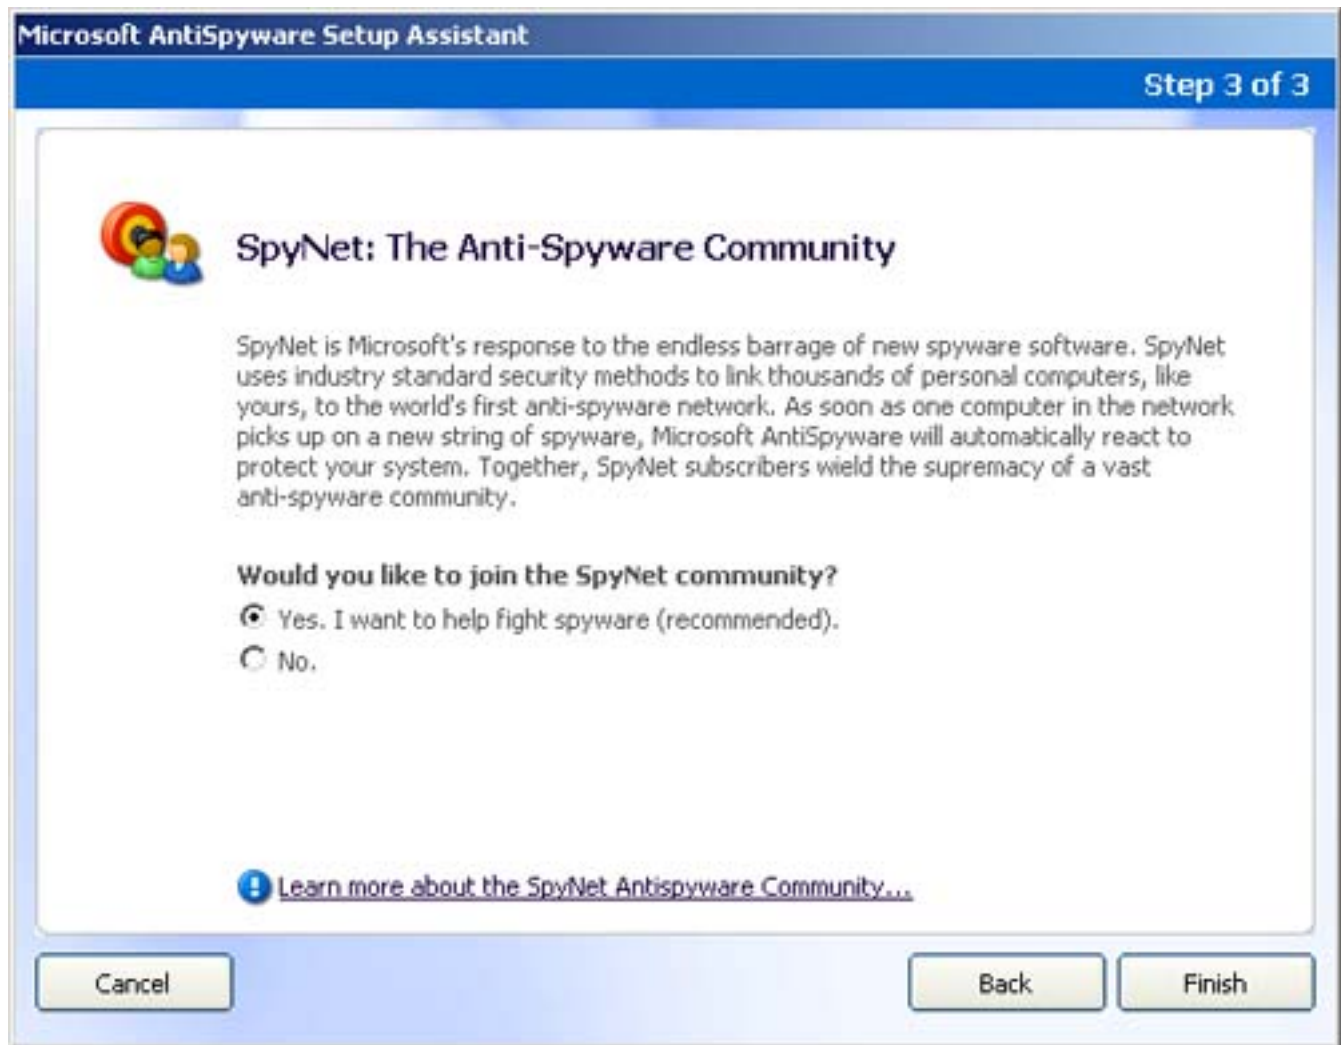 Microsoft AntiSpyware Setup Assistant
Step 3 of 3
SpyNet: The Anti-Spyware Community
SpyNet is Microsoft's response to the endless barrage of new spyware software. SpyNet
uses industry standard security methods to link thousands of personal computers, like
yours, to the world's first anti-spyware network. As soon as one computer in the network
picks up on a new string of spyware, Microsoft AntiSpyware will automatically react to
protect your system. Together, SpyNet subscribers wield the supremacy of a vast
anti-spyware community.
Would you like to join the SpyNet community?
Yes. I want to help fight spyware (recommended).
No.
Learn more about the SpyNet Antispyware Community...
Cancel
Back
Finish